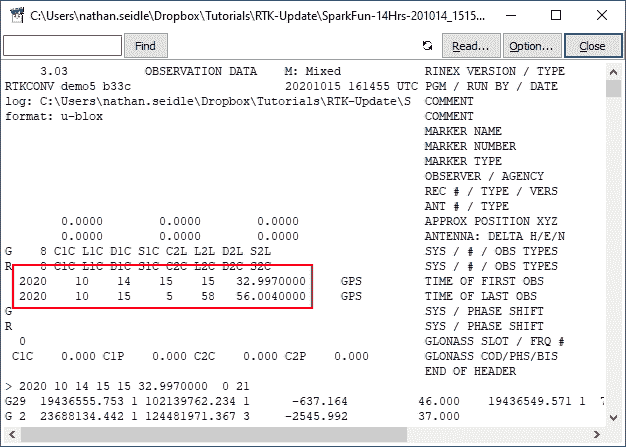 C:\Users\nathan.seidle\Dropbox\Tutorials\RTK-Update\SparkFun-14Hrs-201014_1515...
Find Read... Option... Close
3.03 OBSERVATION DATA M: Mixed RINEX VERSION / TYPE
RTKCONV demo5 b33c 20201015 161455 UTC PGM / RUN BY / DATE
log: C:\Users\nathan.seidle\Dropbox\Tutorials\RTK-Update\S COMMENT
format: u-blox COMMENT
MARKER NAME
MARKER NUMBER
MARKER TYPE
OBSERVER / AGENCY
REC # / TYPE / VERS
ANT # / TYPE
0.0000 0.0000 0.0000 APPROX POSITION XYZ
0.0000 0.0000 0.0000 ANTENNA: DELTA H/E/N
G 8 C1C L1C D1C S1C C2L L2L D2L S2L SYS / # / OBS TYPES
R 8 C1C L1C D1C S1C C2C L2C D2C S2C SYS / # / OBS TYPES
2020 10 14 15 15 32.9970000 GPS TIME OF FIRST OBS
2020 10 15 5 58 56.0040000 GPS TIME OF LAST OBS
G SYS / PHASE SHIFT
R SYS / PHASE SHIFT
0 GLONASS SLOT / FRQ #
C1C 0.000 C1P 0.000 C2C 0.000 C2P 0.000 GLONASS COD/PHS/BIS
END OF HEADER
> 2020 10 14 15 15 32.9970000 0 21
G29 19436555.753 1 102139762.234 1 -637.164 46.000 19436549.571 1 7
G 2 23688134.442 1 124481971.367 3 -2545.992 37.000